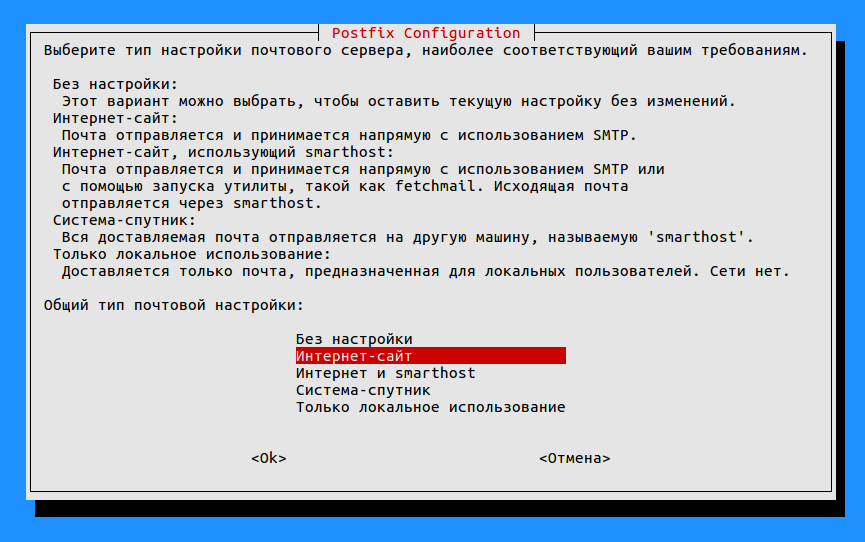 Postfix Configuration
Выберите тип настройки почтового сервера, наиболее соответствующий вашим требованиям.
Без настройки:
Этот вариант можно выбрать, чтобы оставить текущую настройку без изменений.
Интернет-сайт:
Почта отправляется и принимается напрямую с использованием SMTP.
Интернет-сайт, использующий smarthost:
Почта отправляется и принимается напрямую с использованием SMTP или
с помощью запуска утилиты, такой как fetchmail. Исходящая почта
отправляется через smarthost.
Система-спутник:
Вся доставляемая почта отправляется на другую машину, называемую 'smarthost'.
Только локальное использование:
Доставляется только почта, предназначенная для локальных пользователей. Сети нет.
Общий тип почтовой настройки:
Без настройки
Интернет-сайт
Интернет и smarthost
Система-спутник
Только локальное использование
<Ok> <Отмена>